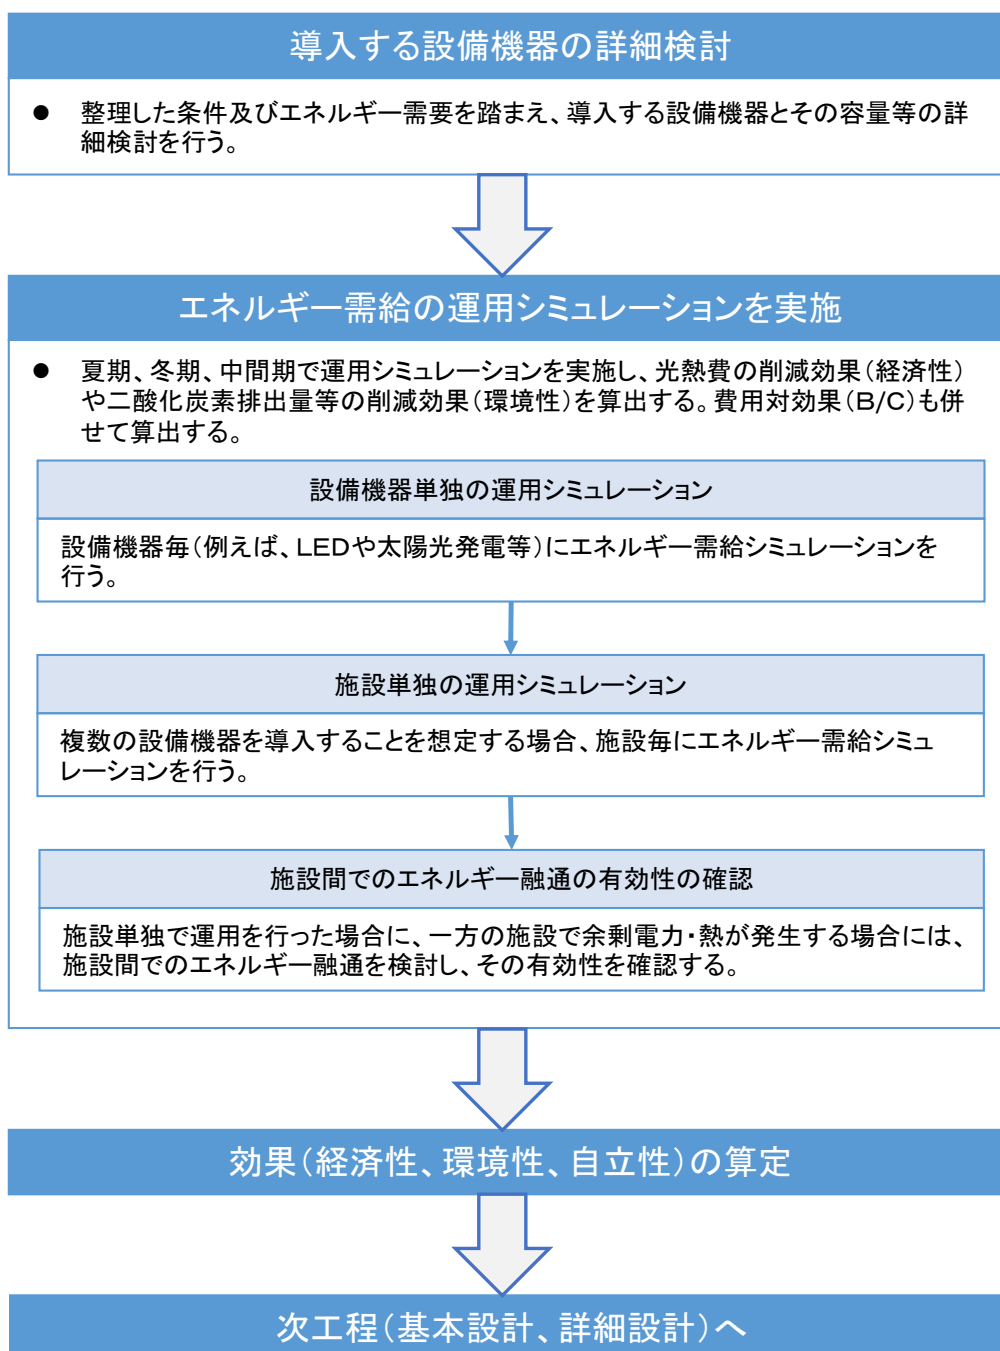 導入する設備機器の詳細検討
● 整理した条件及びエネルギー需要を踏まえ、導入する設備機器とその容量等の詳
細検討を行う。
エネルギー需給の運用シミュレーションを実施
● 夏期、冬期、中間期で運用シミュレーションを実施し、光熱費の削減効果(経済性)
や二酸化炭素排出量等の削減効果(環境性)を算出する。費用対効果(B/C)も併
せて算出する。
設備機器単独の運用シミュレーション
設備機器毎(例えば、LEDや太陽光発電等)にエネルギー需給シミュレーションを
行う。
施設単独の運用シミュレーション
複数の設備機器を導入することを想定する場合、施設毎にエネルギー需給シミュ
レーションを行う。
施設間でのエネルギー融通の有効性の確認
施設単独で運用を行った場合に、一方の施設で余剰電力・熱が発生する場合には、
施設間でのエネルギー融通を検討し、その有効性を確認する。
効果(経済性、環境性、自立性)の算定
次工程(基本設計、詳細設計)へ